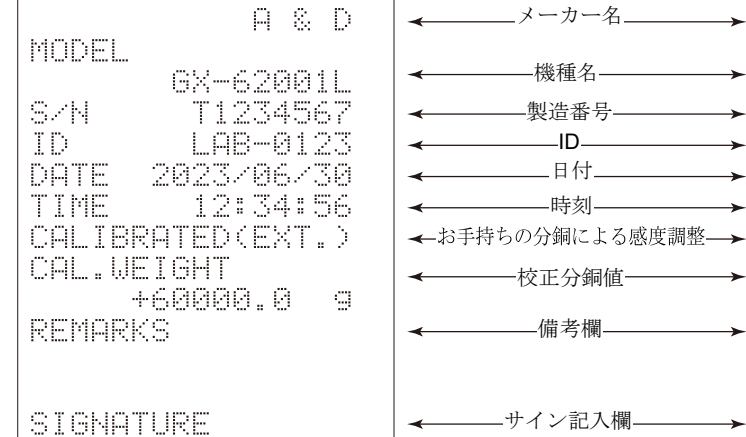 A & D メーカー名
MODEL
GX-62001L 機種名
S/N T1234567 製造番号
ID LAB-0123 ID
DATE 2023/06/30 日付
TIME 12:34:56 時刻
CALIBRATED(EXT.) お手持ちの分銅による感度調整
CAL.WEIGHT 校正分銅値
+60000.0 g
REMARKS 備考欄
SIGNATURE サイン記入欄